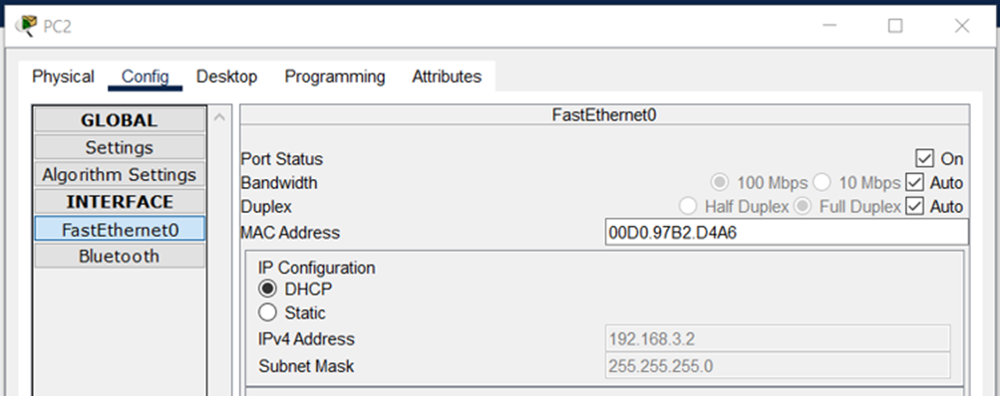 PC2
Physical Config Desktop Programming Attributes
GLOBAL
Settings
Algorithm Settings
INTERFACE
FastEthernet0
Bluetooth
FastEthernet0
Port Status On
Bandwidth 100 Mbps 10 Mbps Auto
Duplex Half Duplex Full Duplex Auto
MAC Address 00D0.97B2.D4A6
IP Configuration
DHCP
Static
IPv4 Address 192.168.3.2
Subnet Mask 255.255.255.0